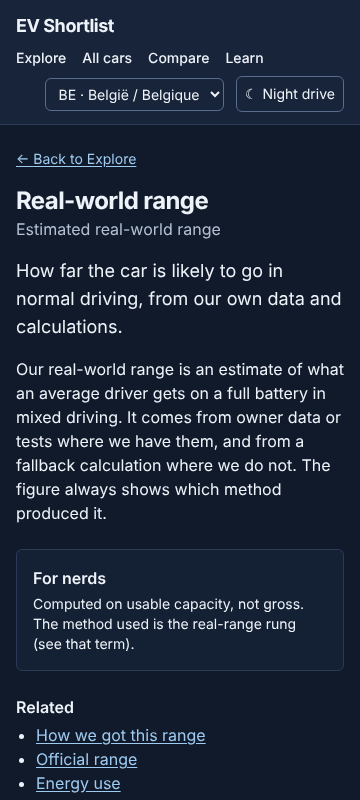 EV Shortlist
Explore All cars Compare Learn
BE · België / Belgique ☾ Night drive
← Back to Explore
Real-world range
Estimated real-world range
How far the car is likely to go in
normal driving, from our own data and
calculations.
Our real-world range is an estimate of what
an average driver gets on a full battery in
mixed driving. It comes from owner data or
tests where we have them, and from a
fallback calculation where we do not. The
figure always shows which method
produced it.
For nerds
Computed on usable capacity, not gross.
The method used is the real-range rung
(see that term).
Related
• How we got this range
• Official range
• Energy use